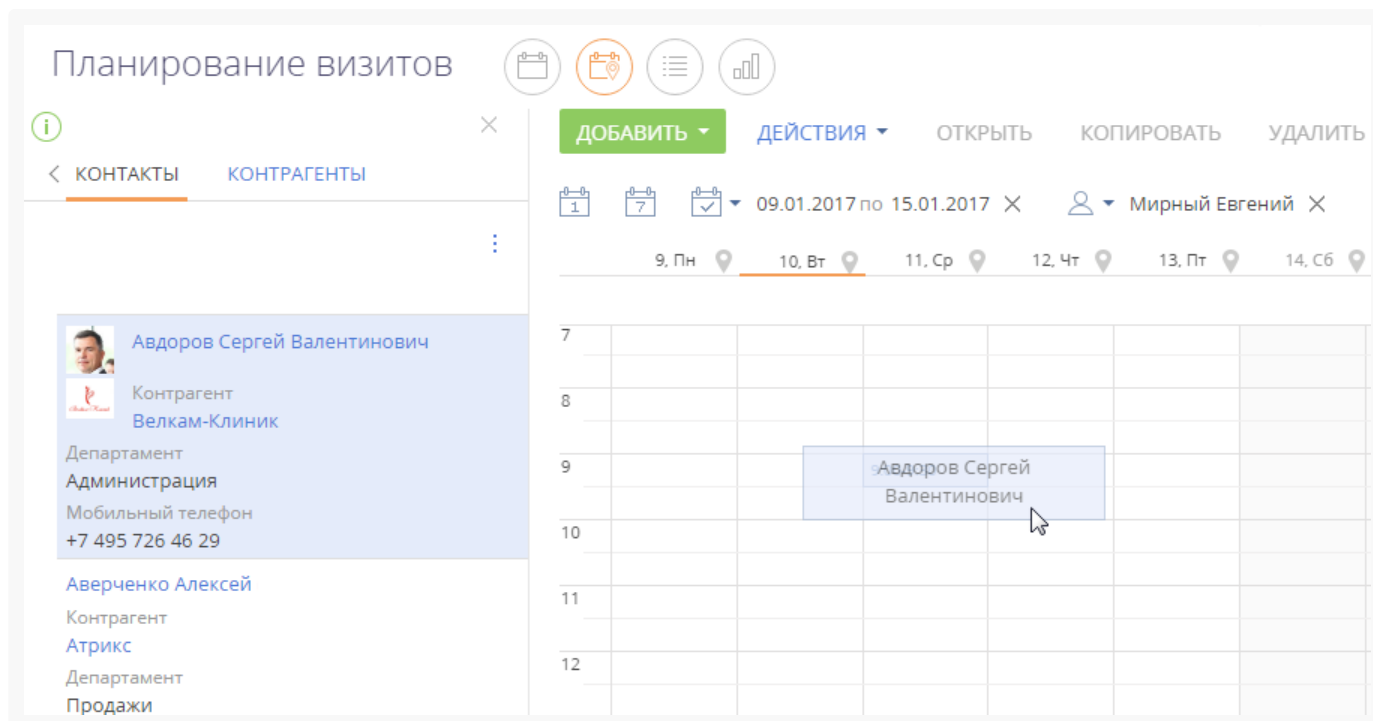 Планирование визитов
КОНТАКТЫ КОНТРАГЕНТЫ
Авдоров Сергей Валентинович
Контрагент
Велкам-Клиник
Департамент
Администрация
Мобильный телефон
+7 495 726 46 29
Аверченко Алексей
Контрагент
Атрикс
Департамент
Продажи
ДОБАВИТЬ ДЕЙСТВИЯ ОТКРЫТЬ КОПИРОВАТЬ УДАЛИТЬ
1 7 09.01.2017 по 15.01.2017 Мирный Евгений
9, Пн 10, Вт 11, Ср 12, Чт 13, Пт 14, Сб
7
8
9
Авдоров Сергей
Валентинович
10
11
12